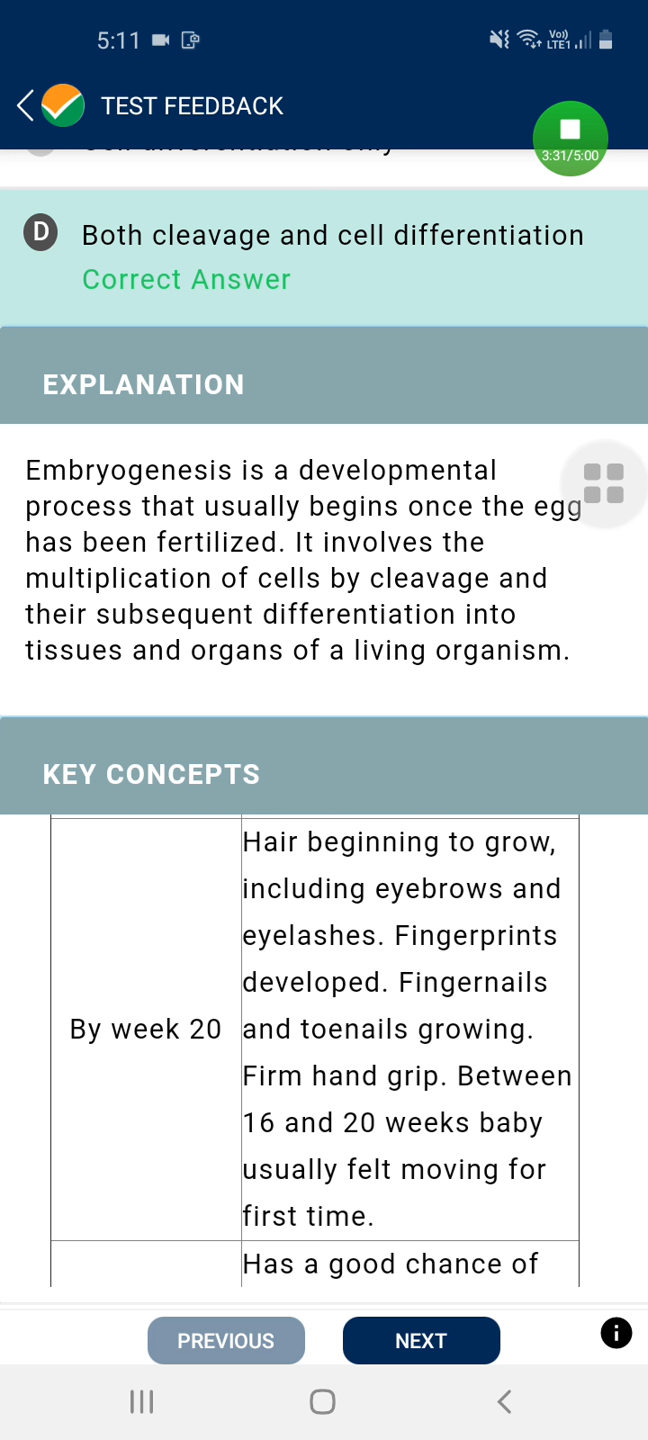 5:11
Vo))
LTE1
TEST FEEDBACK
3:31/5:00
D Both cleavage and cell differentiation
Correct Answer
EXPLANATION
Embryogenesis is a developmental
process that usually begins once the egg
has been fertilized. It involves the
multiplication of cells by cleavage and
their subsequent differentiation into
tissues and organs of a living organism.
KEY CONCEPTS
Hair beginning to grow,
including eyebrows and
eyelashes. Fingerprints
developed. Fingernails
By week 20 and toenails growing.
Firm hand grip. Between
16 and 20 weeks baby
usually felt moving for
first time.
Has a good chance of
PREVIOUS NEXT